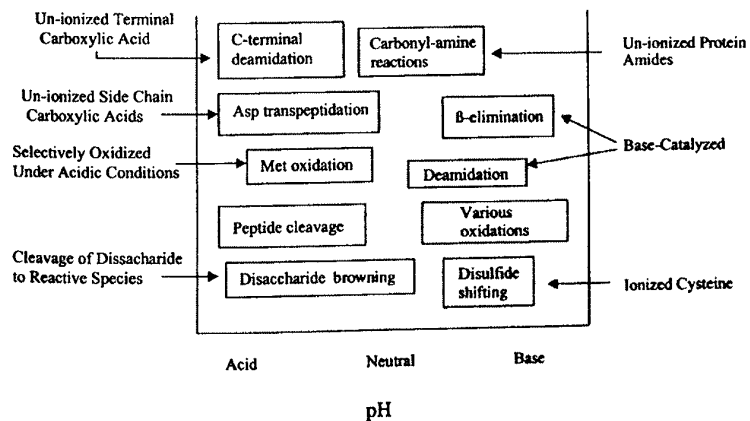 Un-ionized Terminal
Carboxylic Acid
C-terminal
deamidation
Carbonyl-amine
reactions
Un-ionized Protein
Amides
Un-ionized Side Chain
Carboxylic Acids
Asp transpeptidation
ß-elimination
Base-Catalyzed
Selectively Oxidized
Under Acidic Conditions
Met oxidation
Deamidation
Peptide cleavage
Various
oxidations
Cleavage of Dissacharide
to Reactive Species
Disaccharide browning
Disulfide
shifting
Ionized Cysteine
Acid
Neutral
Base
pH